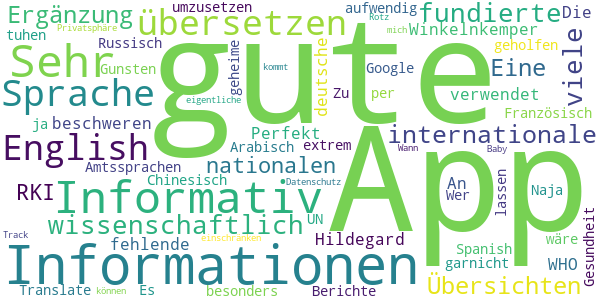 Ergänzung
umzusetzen
aufwendig
Rotz
fundierte
Die
tuhen
Privatsphäre
übersetzen
mich
Winkelnkemper
Russisch
geheime
geholfen
Sehr
Gunsten
kommt
deutsche
Google
Eine
viele
Sprache
eigentliche
Zu
per
verwendet
gute
ja
beschweren
Perfekt
Französisch
English
Amtssprachen
Arabisch
extrem
Wann
Baby
internationale
nationalen
RKI
Chinesisch
Datenschutz
An
Wer
lassen
Naja
Informativ
App
wissenschaftlich
UN
Gesundheit
Track
fehlende
einschränken
Hildegard
Spanish
wäre
garnicht
WHO
Informationen
Translate
können
Es
besonders
Berichte
Übersichten